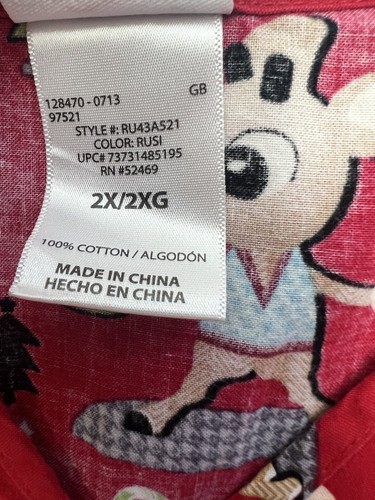 128470 - 0713
GB
97521
STYLE #: RU43A521
COLOR: RUSI
UPC# 73731485195
RN #52469
2X/2XG
100% COTTON / ALGODÓN
MADE IN CHINA
HECHO EN CHINA